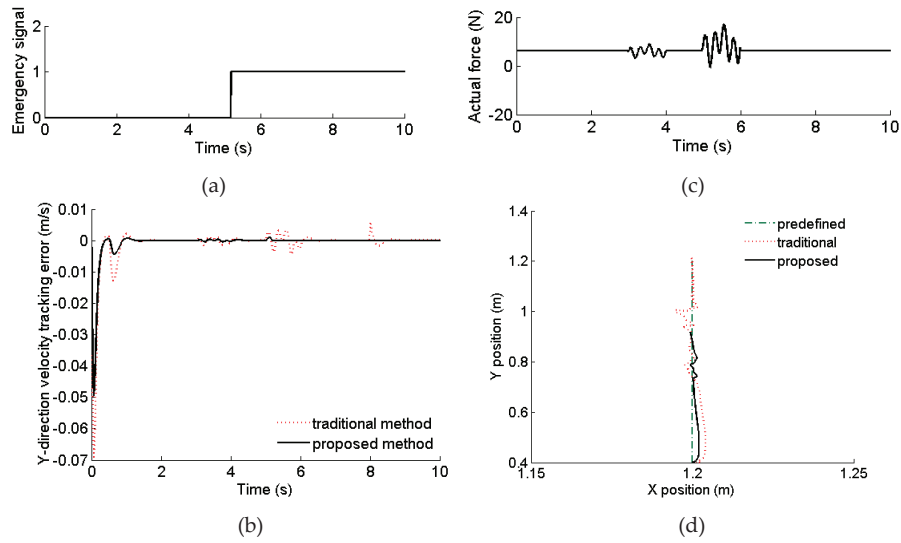 Emergency signal
2
1
0
0 2 4 6 8 10
Time (s)
(a)
Actual force (N)
20
0
-20
0 2 4 6 8 10
Time (s)
(c)
Y-direction velocity tracking error (m/s)
0.01
0
-0.01
-0.02
-0.03
-0.04
-0.05
-0.06
-0.07
traditional method
proposed method
0 2 4 6 8 10
Time (s)
(b)
Y position (m)
1.4
1.2
1
0.8
0.6
0.4
predefined
traditional
proposed
1.15 1.2 1.25
X position (m)
(d)